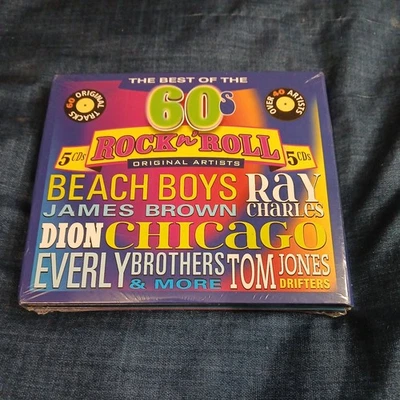 THE BEST OF THE
60s
60 ORIGINAL TRACKS
OVER 40 ARTISTS
ROCK n' ROLL
5 CDs
ORIGINAL ARTISTS
5 CDs
BEACH BOYS RAY
JAMES BROWN CHARLES
DION CHICAGO
EVERLY BROTHERS TOM JONES
& MORE DRIFTERS